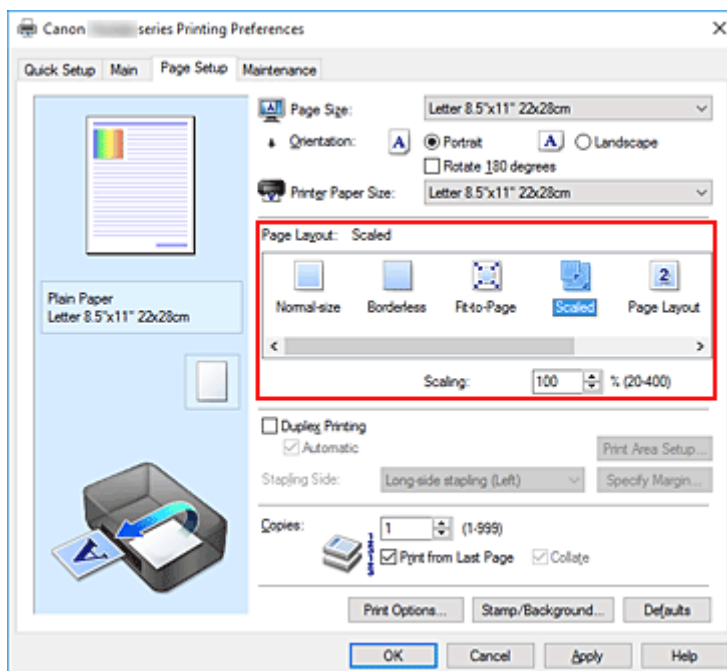 Canon series Printing Preferences
Quick Setup Main Page Setup Maintenance
Page Size: Letter 8.5"x11" 22x28cm
Orientation: A Portrait A Landscape
Rotate 180 degrees
Printer Paper Size: Letter 8.5"x11" 22x28cm
Page Layout: Scaled
Normal-size Borderless Fit-to-Page Scaled 2 Page Layout
Scaling: 100 % (20-400)
Plain Paper
Letter 8.5"x11" 22x28cm
Duplex Printing
Automatic Print Area Setup...
Stapling Side: Long-side stapling (Left) Specify Margin...
Copies: 1 (1-999)
Print from Last Page Collate
A
Print Options... Stamp/Background... Defaults
OK Cancel Apply Help